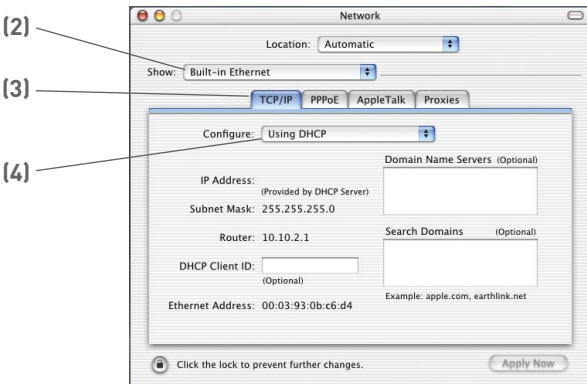 (2)
(3)
(4)
Network
Location: Automatic
Show: Built-in Ethernet
TCP/IP PPPoE AppleTalk Proxies
Configure: Using DHCP
Domain Name Servers (Optional)
IP Address:
(Provided by DHCP Server)
Subnet Mask: 255.255.255.0
Router: 10.10.2.1
Search Domains (Optional)
DHCP Client ID:
(Optional)
Example: apple.com, earthlink.net
Ethernet Address: 00:03:93:0b:c6:d4
Click the lock to prevent further changes.
Apply Now